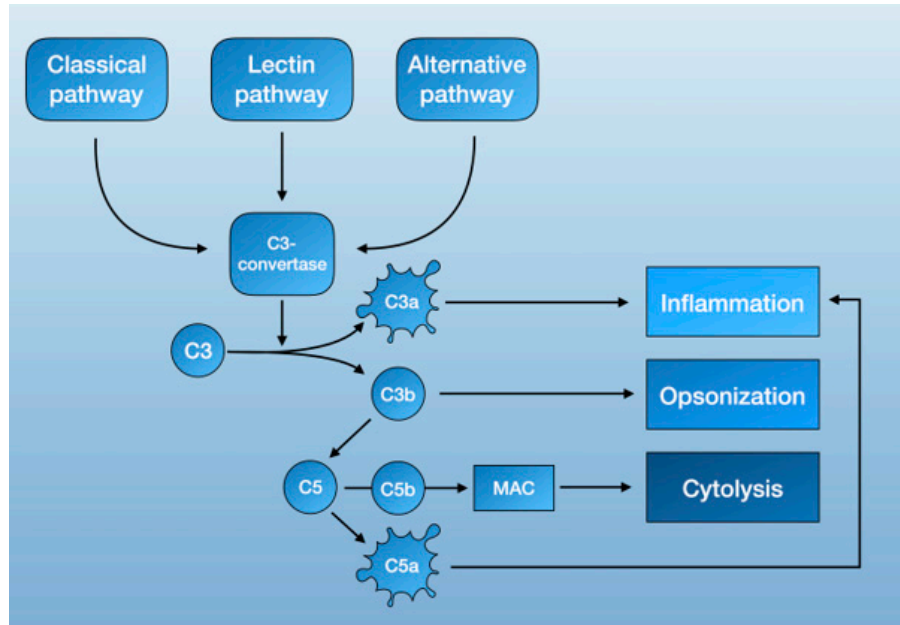 Classical
pathway
Lectin
pathway
Alternative
pathway
C3-
convertase
C3a
Inflammation
C3
C3b
Opsonization
C5
C5b
MAC
Cytolysis
C5a